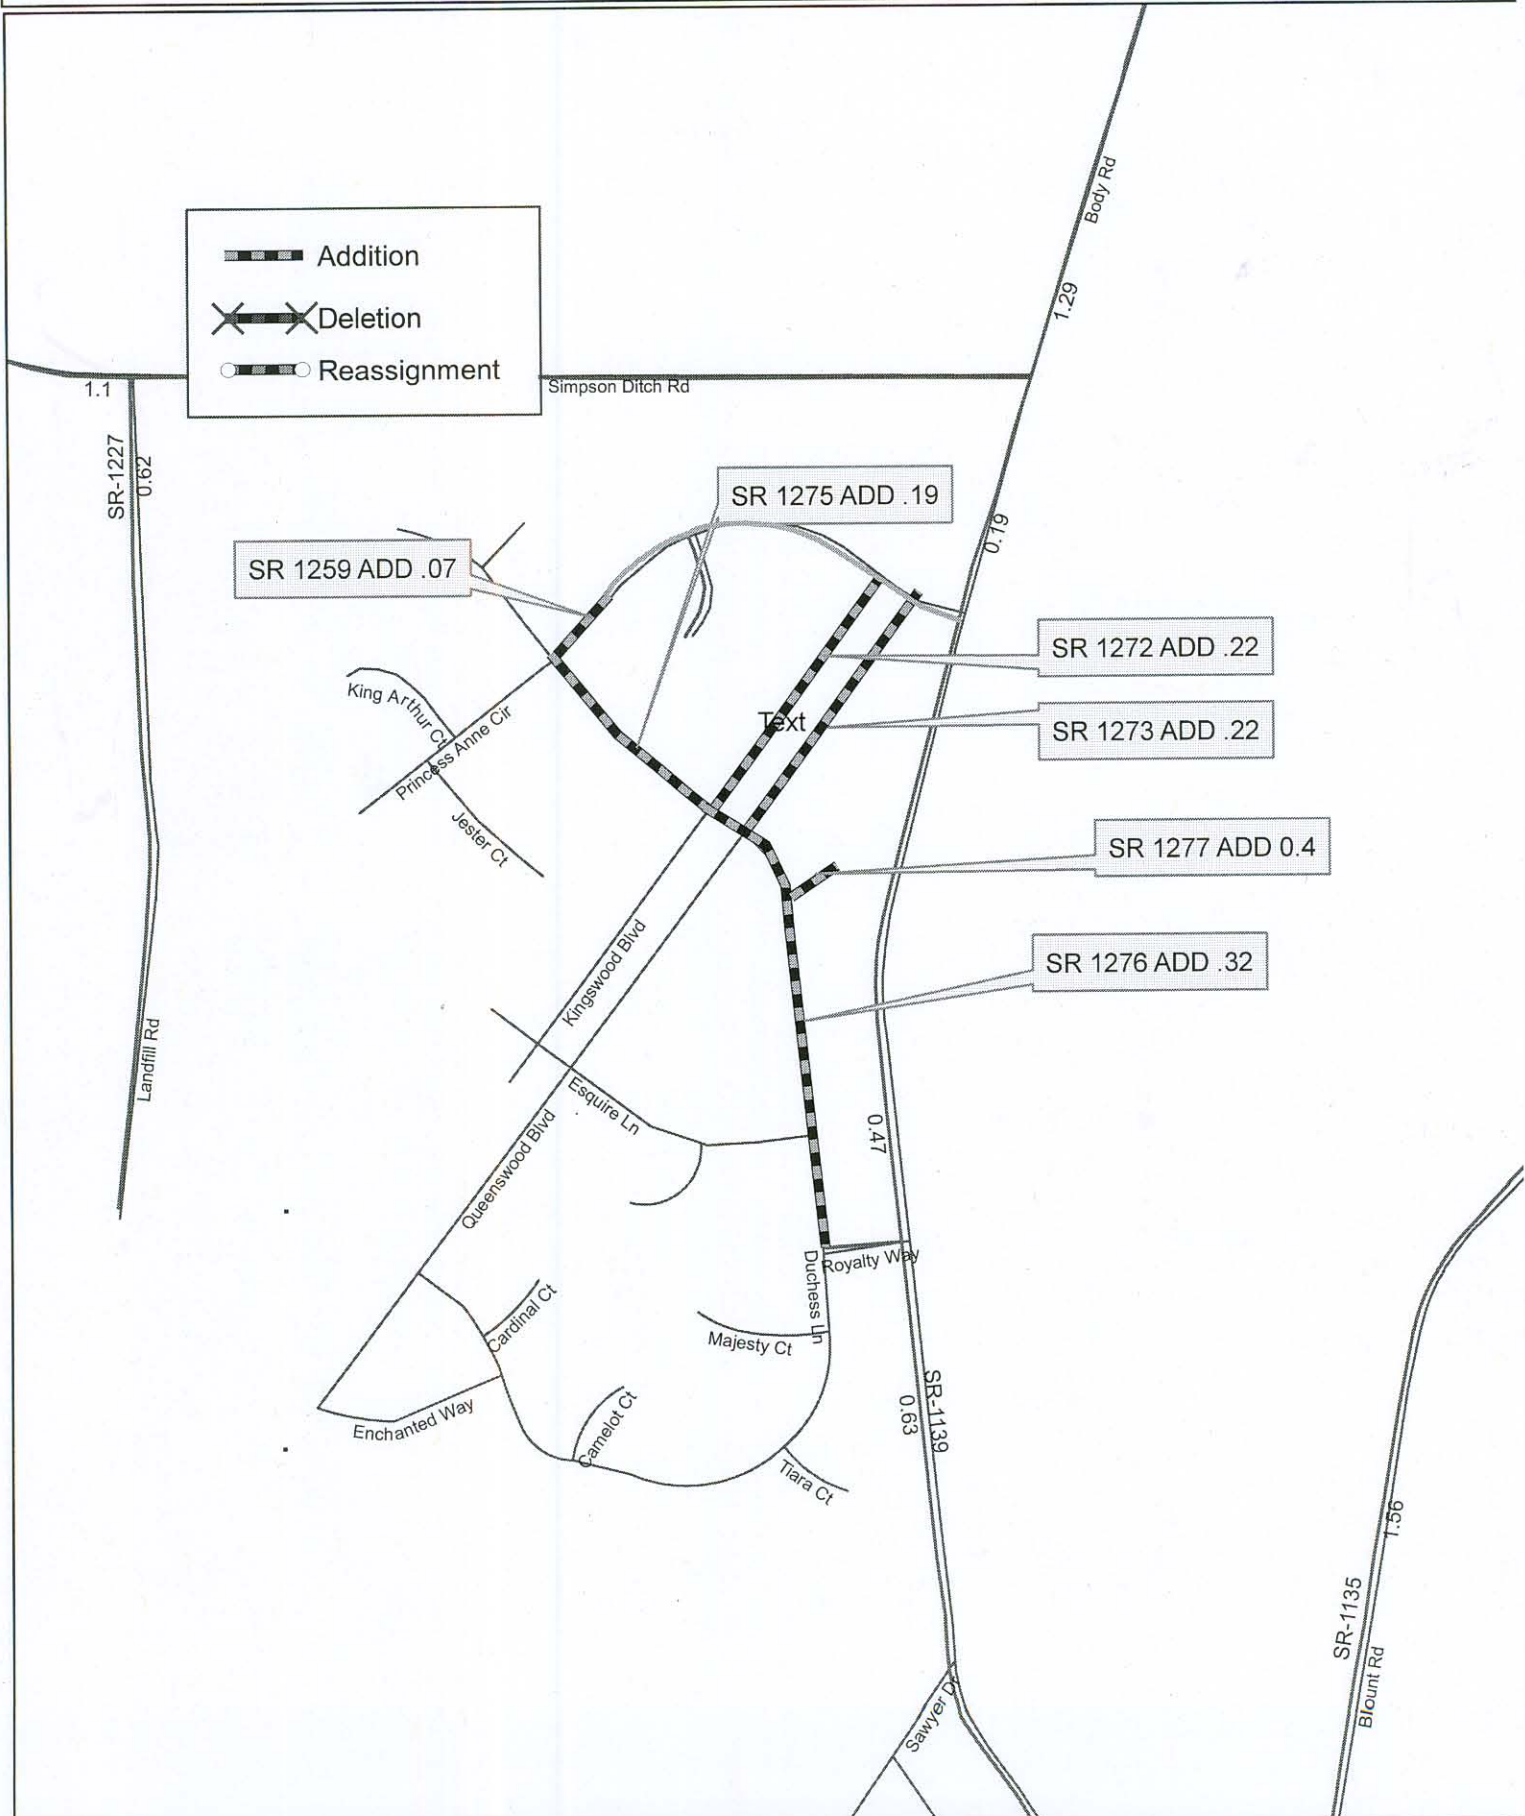 Body Rd
1.29
Addition
Deletion
Reassignment
1.1
Simpson Ditch Rd
SR-1227
0.62
SR 1275 ADD .19
0.19
SR 1259 ADD .07
SR 1272 ADD .22
King Arthur Ct
Princess Anne Cir
Text
SR 1273 ADD .22
Jester Ct
SR 1277 ADD 0.4
Kingswood Blvd
SR 1276 ADD .32
Landfill Rd
Esquire Ln
0.47
Queenswood Blvd
Royalty Way
Duchess Ln
Cardinal Ct
Majesty Ct
Enchanted Way
Camelot Ct
SR-1139
0.63
Tiara Ct
1.56
SR-1135
Blount Rd
Sawyer Dr